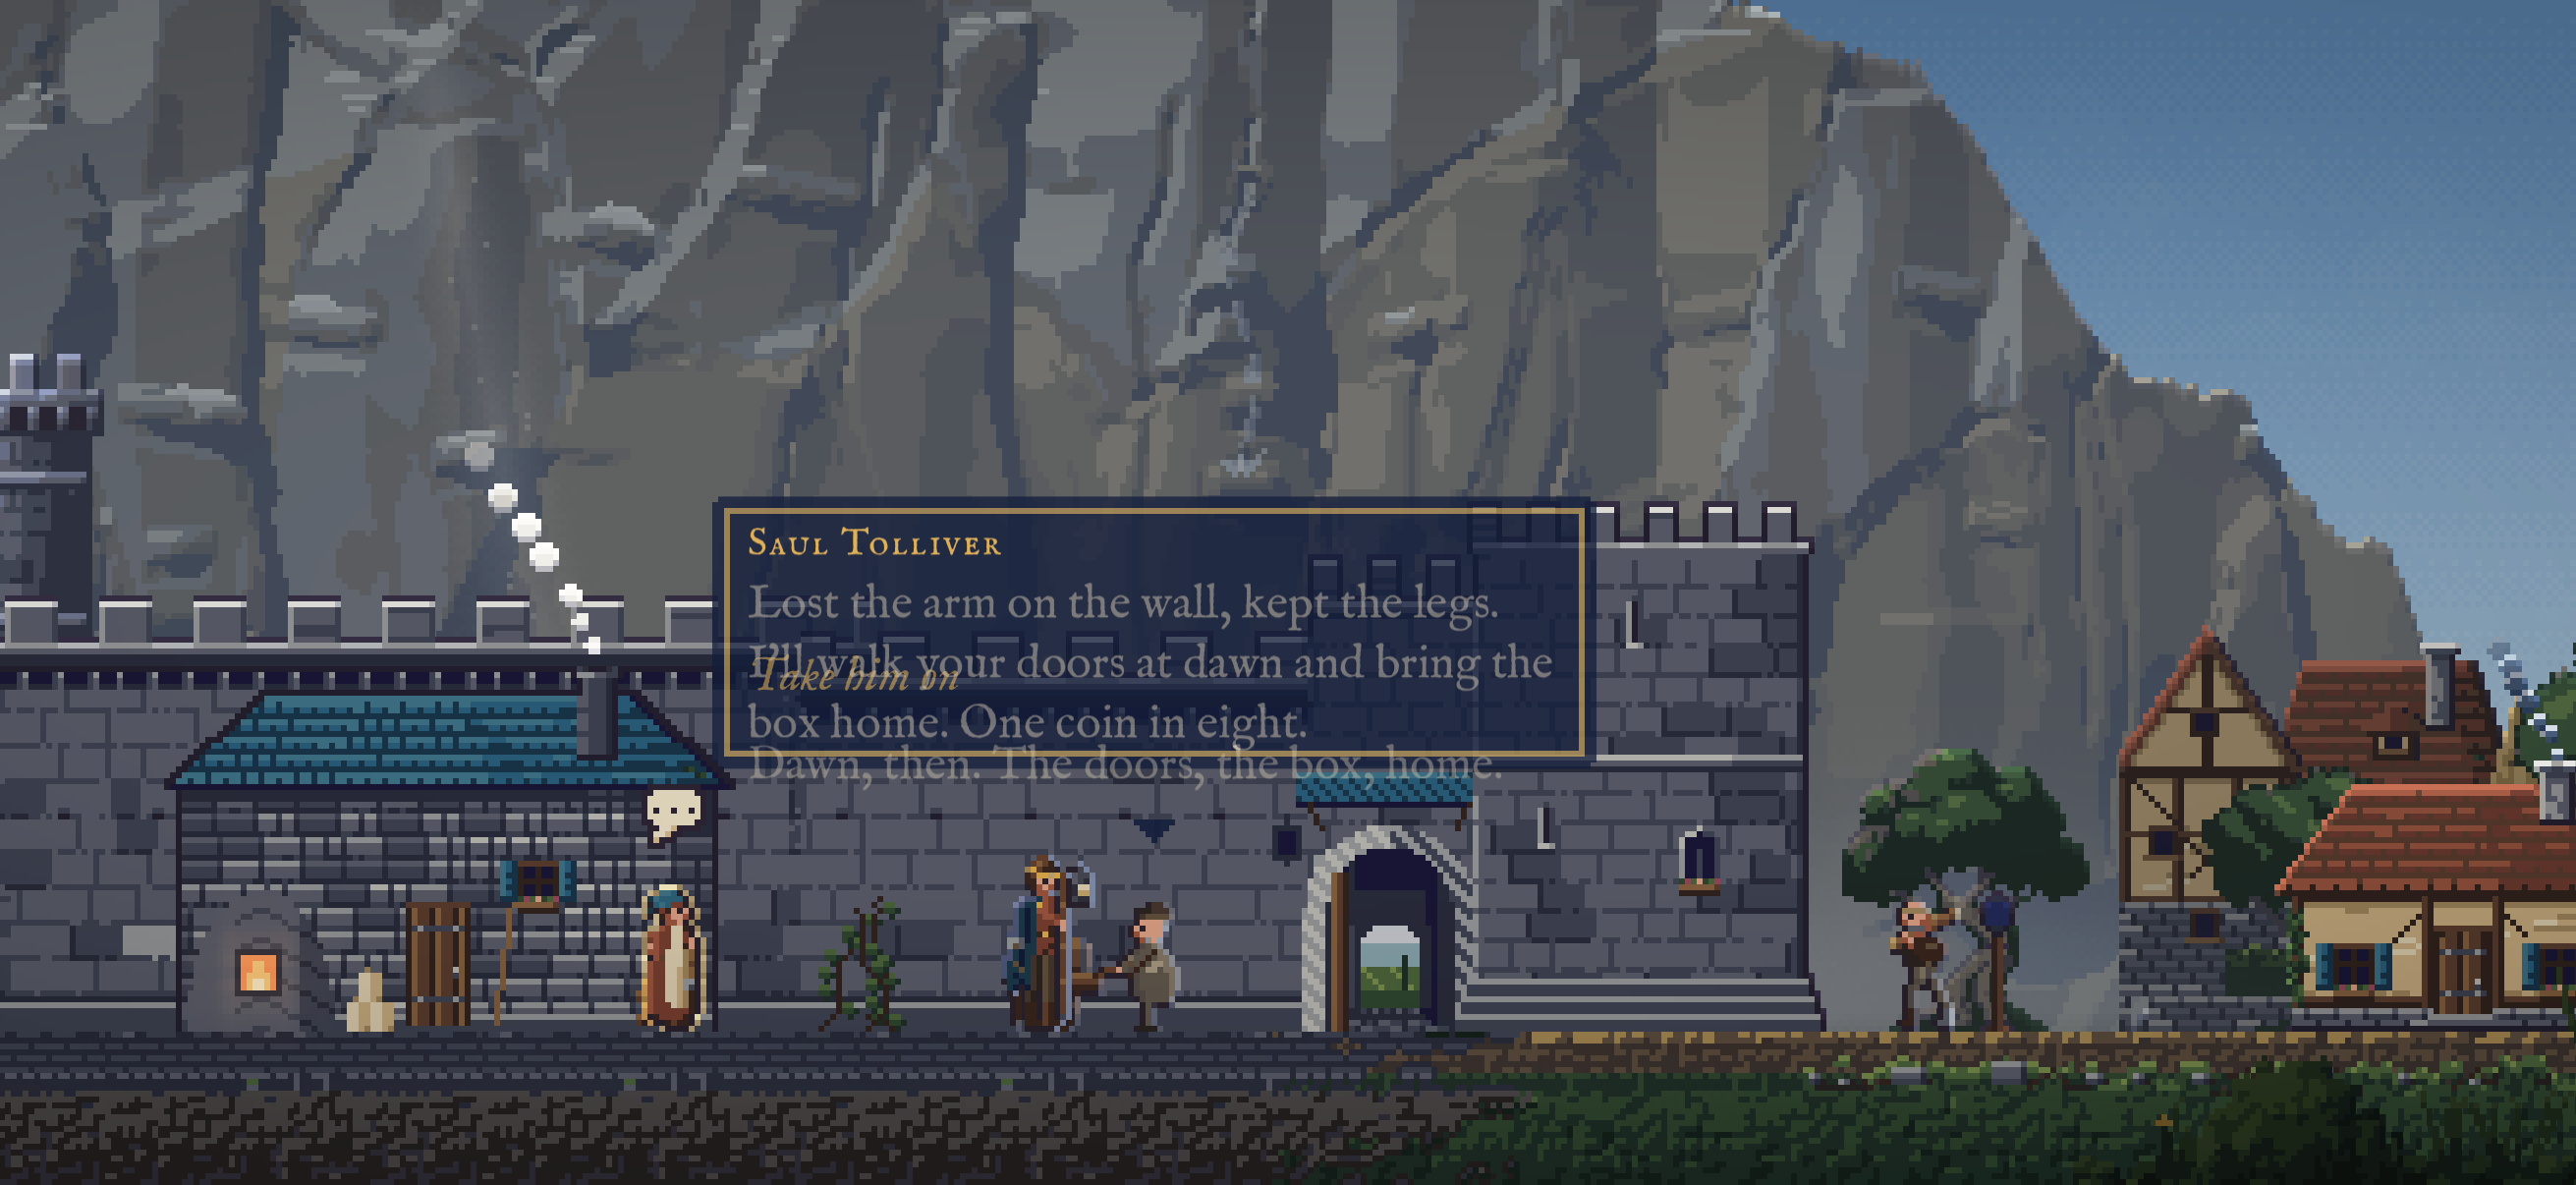 Saul Tolliver
Lost the arm on the wall, kept the legs.
I'll walk your doors at dawn and bring the
Take him on
box home. One coin in eight.
Dawn, then. The doors, the box, home.